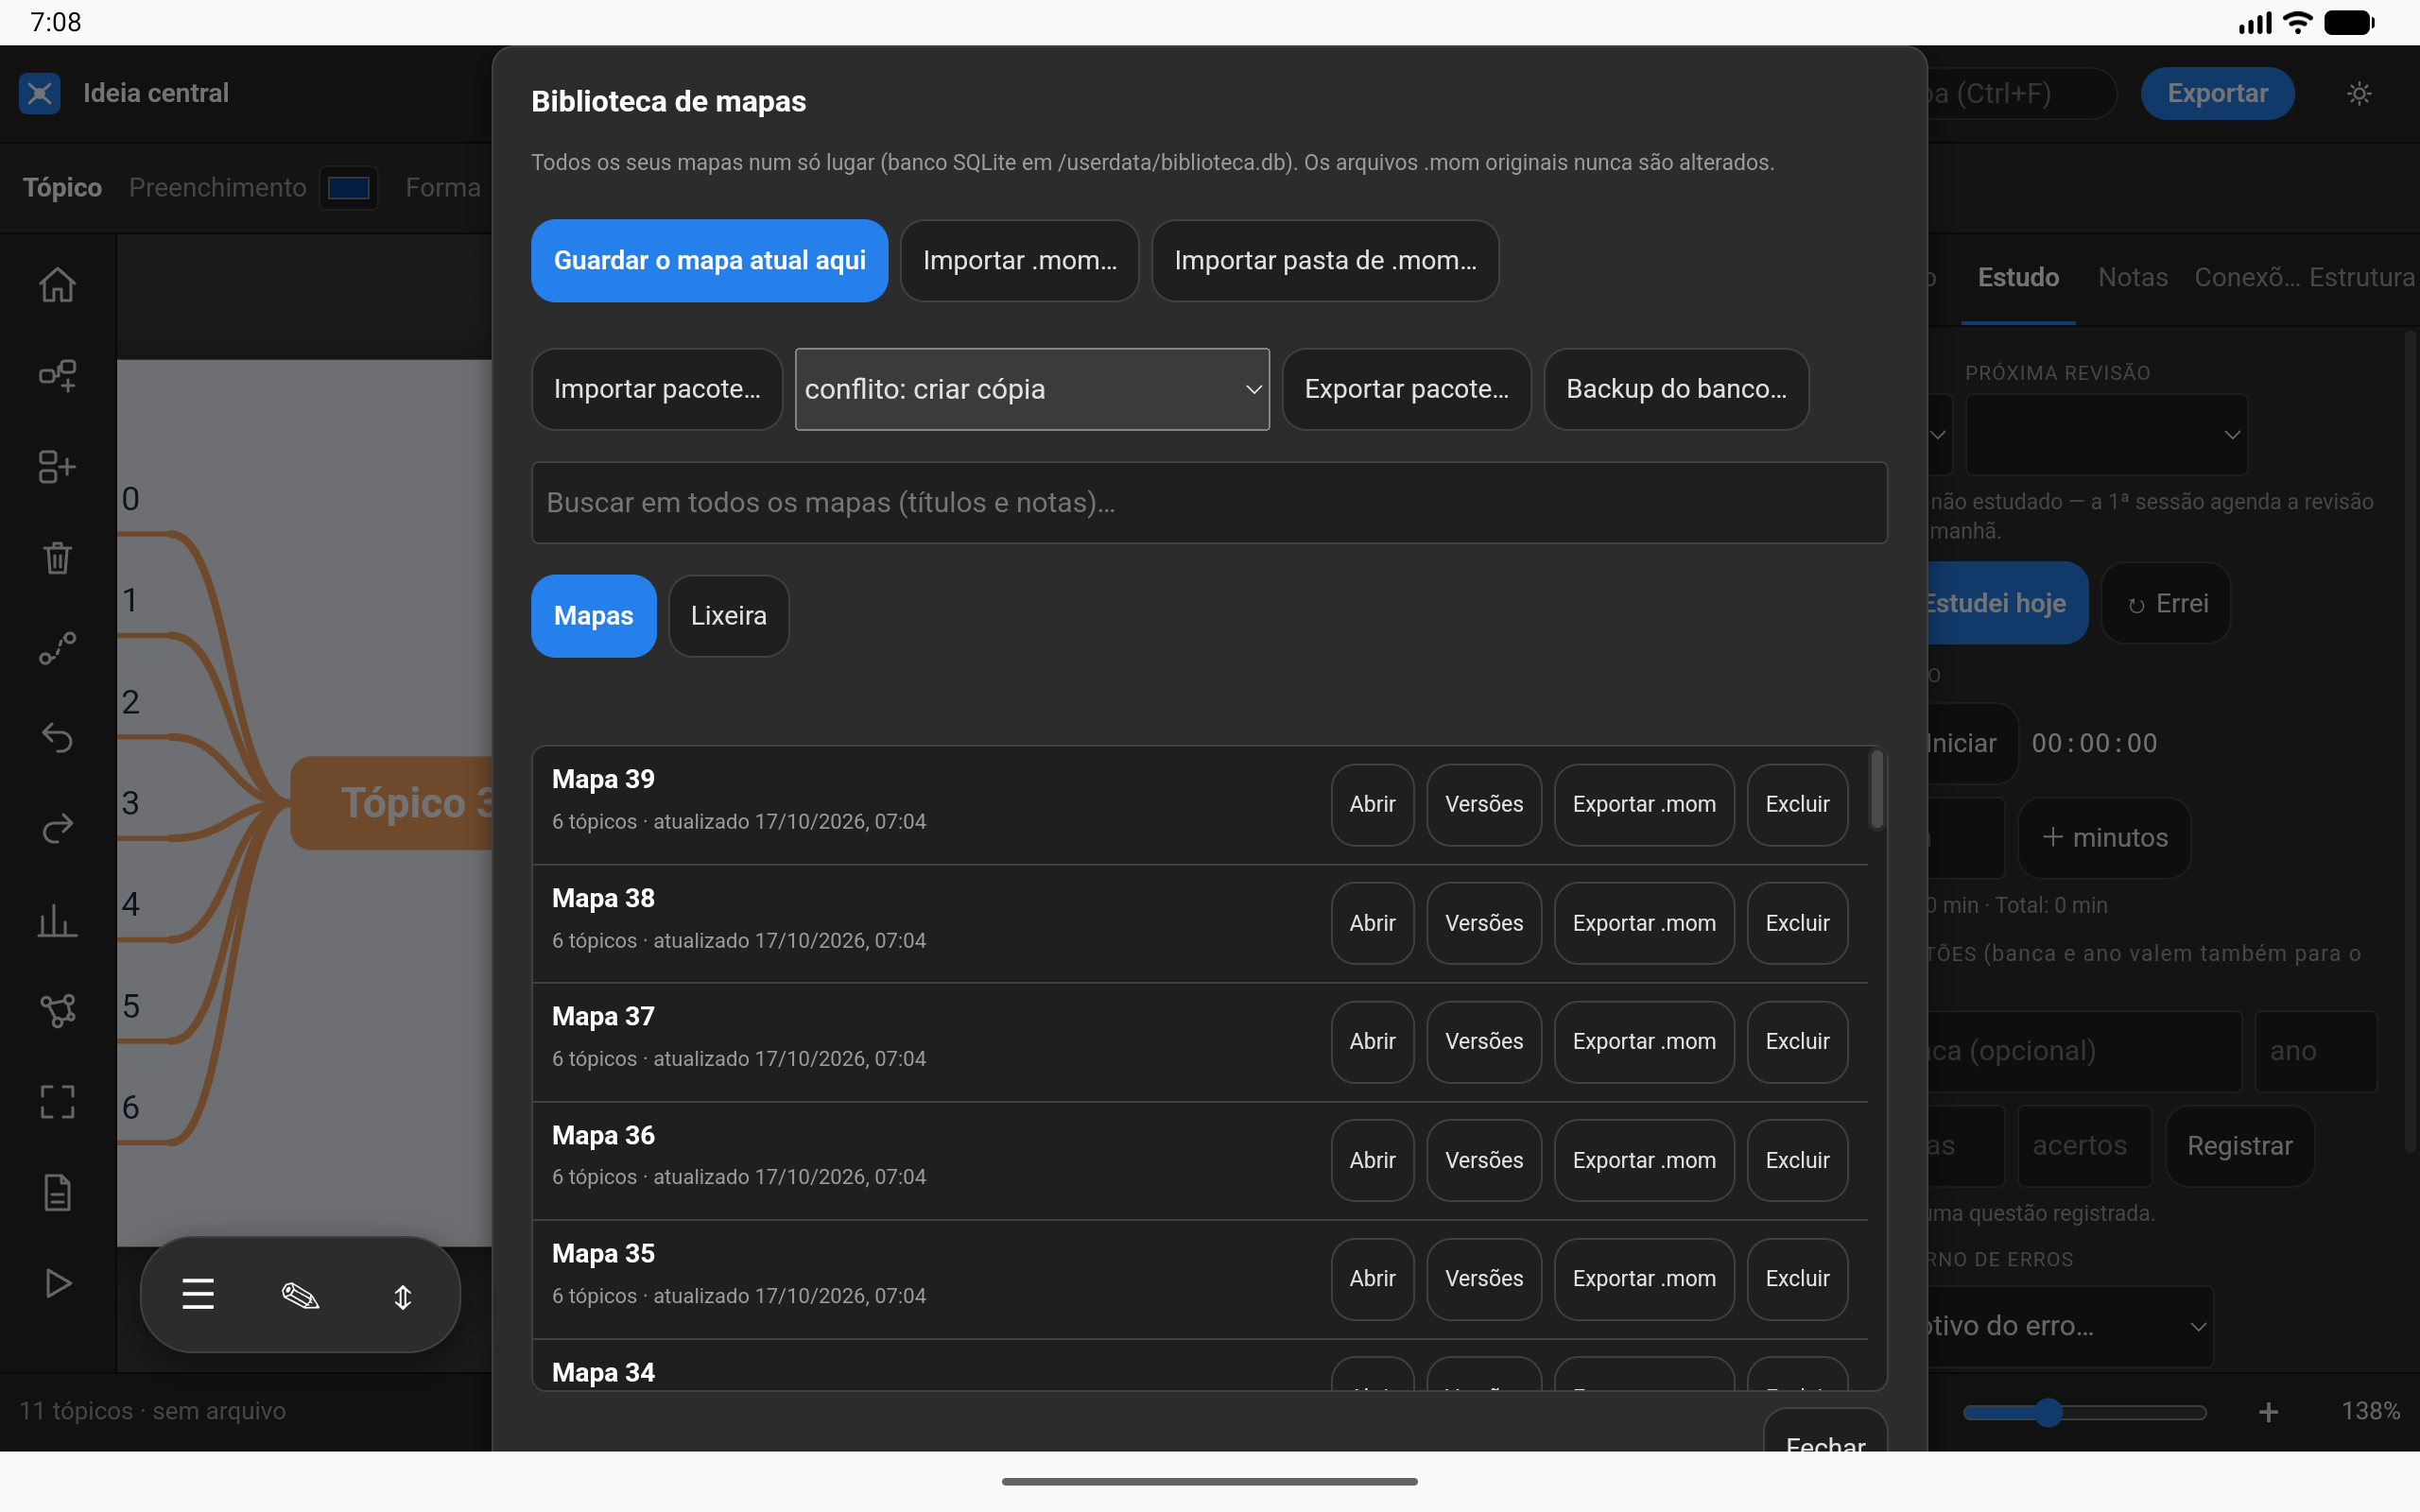 7:08
Ideia central
Biblioteca de mapas
(Ctrl+F)
Exportar
Todos os seus mapas num só lugar (banco SQLite em /userdata/biblioteca.db). Os arquivos .mom originais nunca são alterados.
Tópico
Preenchimento
Forma
Guardar o mapa atual aqui
Importar .mom...
Importar pasta de .mom...
Estudo
Notas
Conexõ...
Estrutura
Importar pacote...
conflito: criar cópia
Exportar pacote...
Backup do banco...
PRÓXIMA REVISÃO
Buscar em todos os mapas (títulos e notas)...
não estudado — a 1ª sessão agenda a revisão
manhã.
Mapas
Lixeira
Estudei hoje
↻ Errei
0
1
2
3
4
5
6
Tópico 3
Iniciar
00:00:00
+ minutos
0 min · Total: 0 min
(banca e ano valem também para o
(opcional)
ano
acertos
Registrar
questão registrada.
DE ERROS
do erro...
Mapa 39
6 tópicos · atualizado 17/10/2026, 07:04
Abrir
Versões
Exportar .mom
Excluir
Mapa 38
6 tópicos · atualizado 17/10/2026, 07:04
Abrir
Versões
Exportar .mom
Excluir
Mapa 37
6 tópicos · atualizado 17/10/2026, 07:04
Abrir
Versões
Exportar .mom
Excluir
Mapa 36
6 tópicos · atualizado 17/10/2026, 07:04
Abrir
Versões
Exportar .mom
Excluir
Mapa 35
6 tópicos · atualizado 17/10/2026, 07:04
Abrir
Versões
Exportar .mom
Excluir
Mapa 34
Fechar
11 tópicos · sem arquivo
+
138%